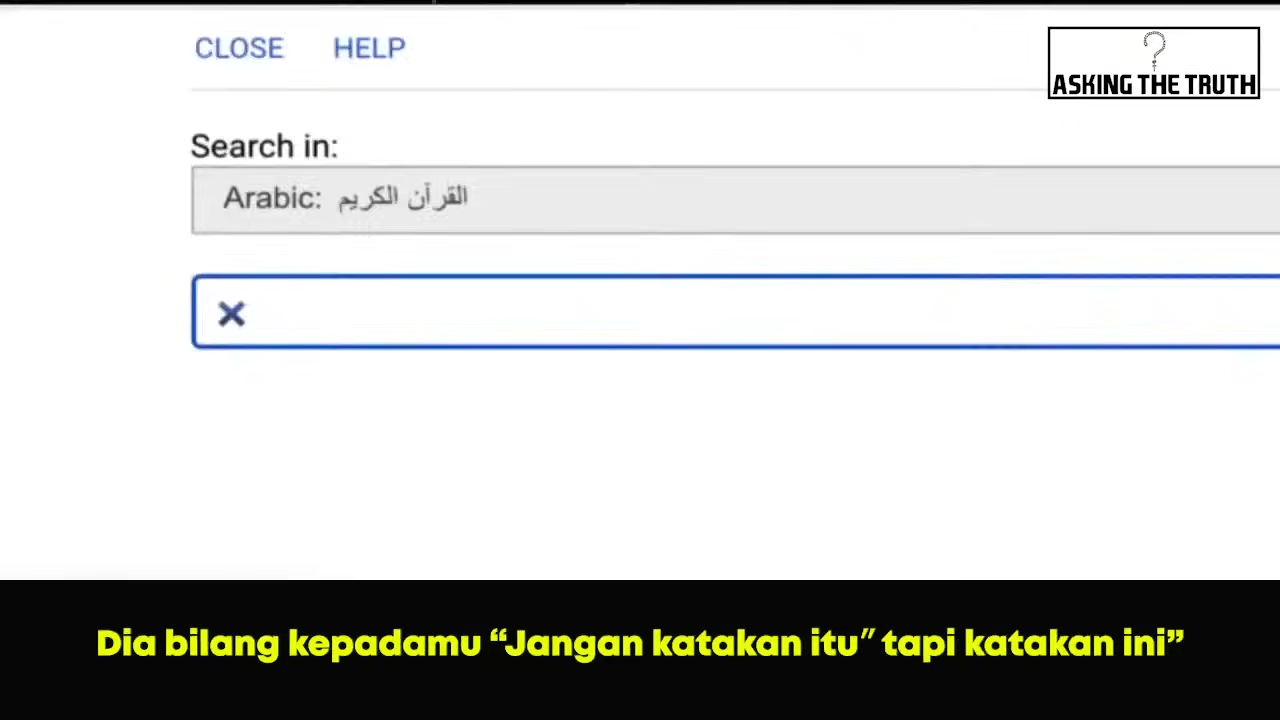 CLOSE HELP
?
ASKING THE TRUTH
Search in:
Arabic: القرآن الكريم
×
Dia bilang kepadamu “Jangan katakan itu” tapi katakan ini”